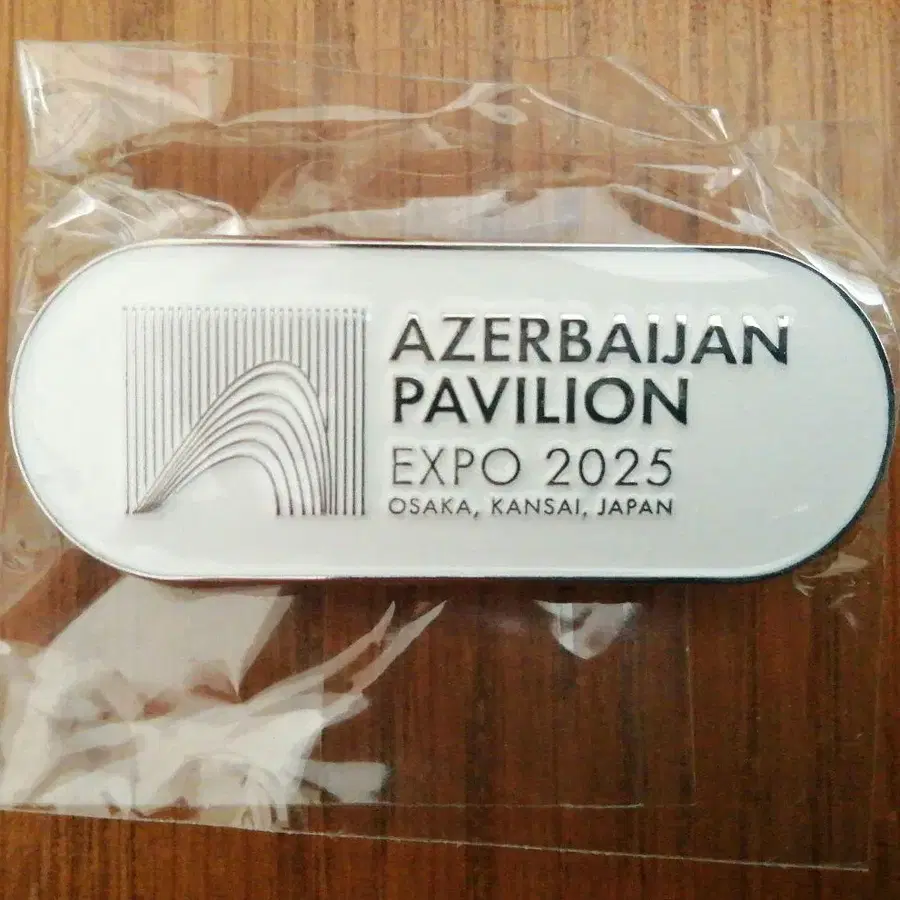 AZERBAIJAN
PAVILION
EXPO 2025
OSAKA, KANSAI, JAPAN